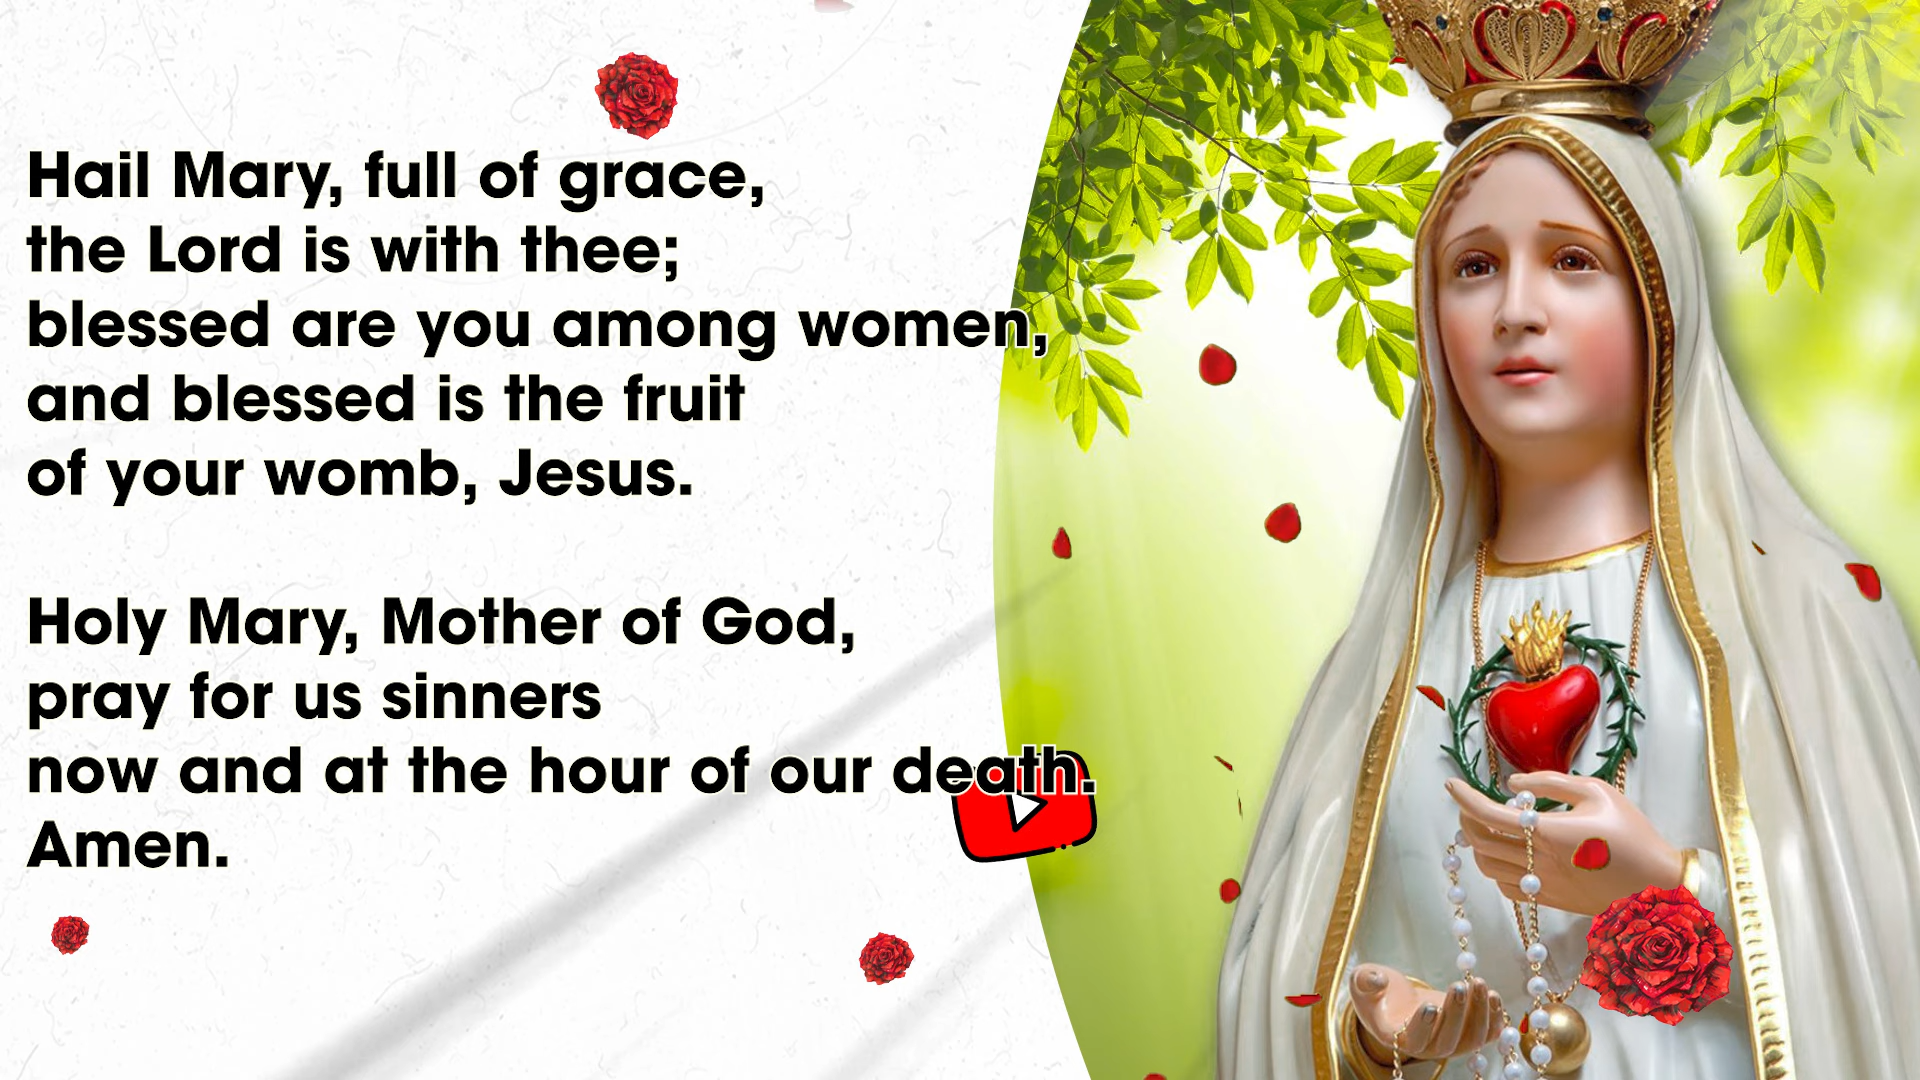 Hail Mary, full of grace,
the Lord is with thee;
blessed are you among women,
and blessed is the fruit
of your womb, Jesus.
Holy Mary, Mother of God,
pray for us sinners
now and at the hour of our death.
Amen.